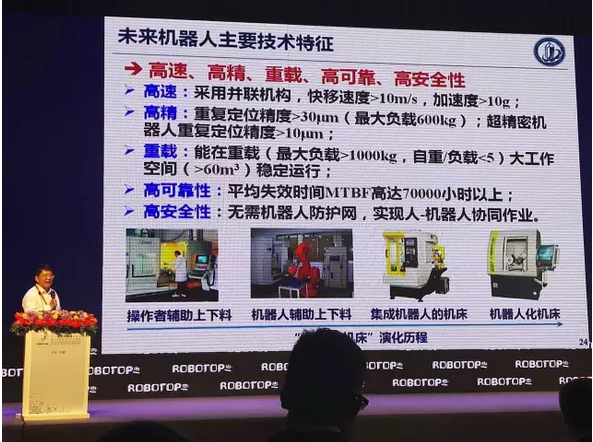 未来机器人主要技术特征
→ 高速、高精、重载、高可靠、高安全性
➢ 高速：采用并联机构，快移速度>10m/s，加速度>10g；
➢ 高精：重复定位精度>30μm（最大负载600kg）；超精密机
器人重复定位精度>10μm；
➢ 重载：能在重载（最大负载>1000kg，自重/负载<5）大工作
空间（>60m³）稳定运行；
➢ 高可靠性：平均失效时间MTBF高达70000小时以上；
➢ 高安全性：无需机器人防护网，实现人-机器人协同作业。
操作者辅助上下料 机器人辅助上下料 集成机器人的机床 机器人化机床
机床”演化历程
24
ROBOTOP ROBOTOP ROBOTOP ROBOTOP
ROBOTOP ROBOTOP ROBOTOP